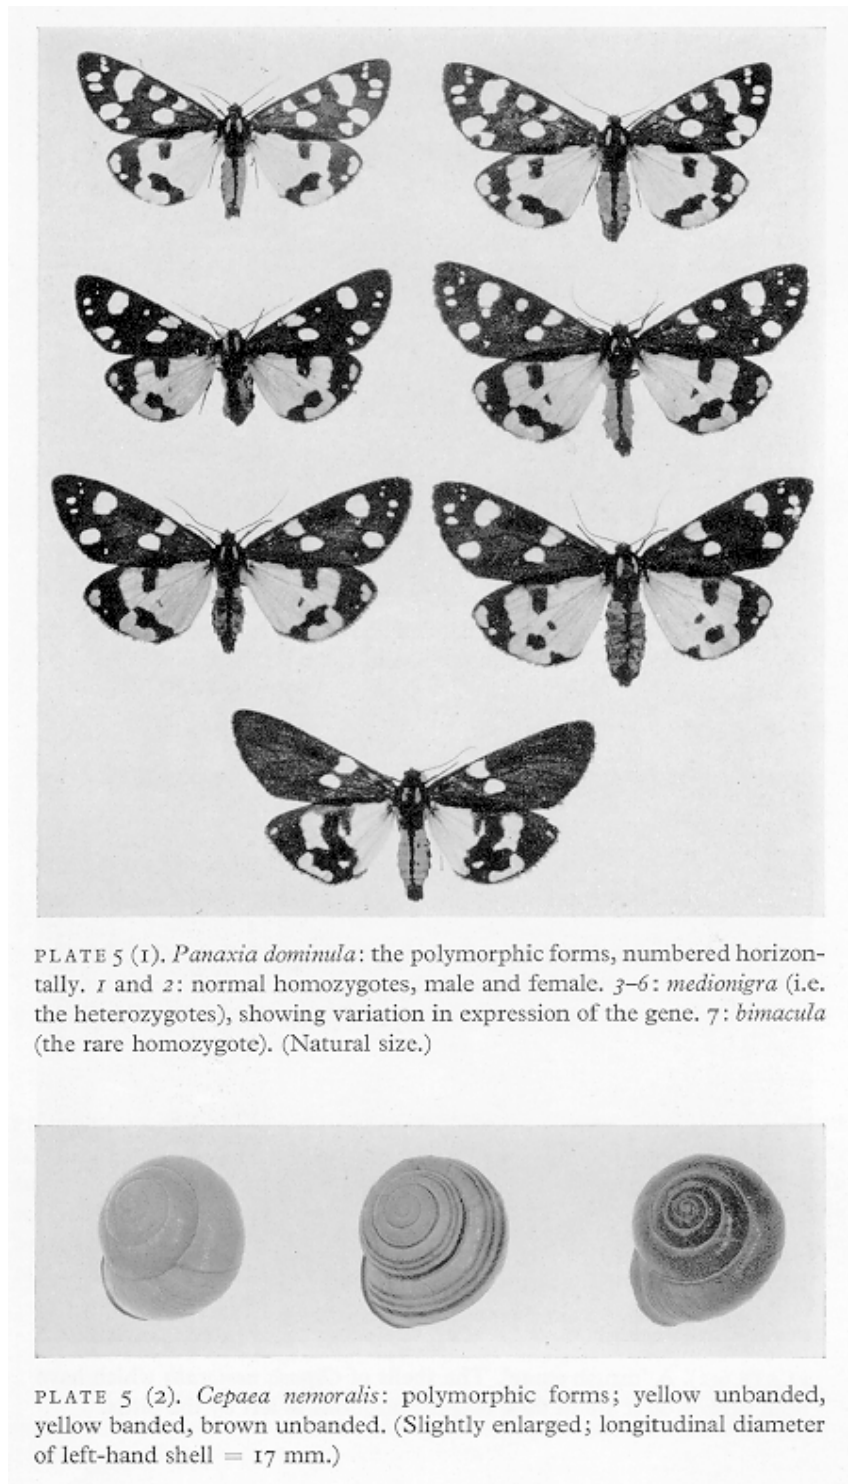 PLATE 5 (1). Panaxia dominula: the polymorphic forms, numbered horizon-
tally. 1 and 2: normal homozygotes, male and female. 3–6: medionigra (i.e.
the heterozygotes), showing variation in expression of the gene. 7: bimacula
(the rare homozygote). (Natural size.)
PLATE 5 (2). Cepaea nemoralis: polymorphic forms; yellow unbanded,
yellow banded, brown unbanded. (Slightly enlarged; longitudinal diameter
of left-hand shell = 17 mm.)